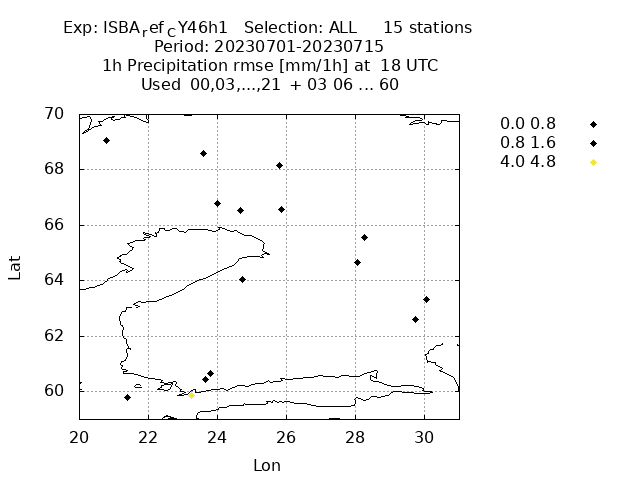 Exp: ISBArefCY46h1 Selection: ALL 15 stations
Period: 20230701-20230715
1h Precipitation rmse [mm/1h] at 18 UTC
Used 00,03,...,21 + 03 06 ... 60
0.0 0.8
0.8 1.6
4.0 4.8
Lat
70
68
66
64
62
60
20 22 24 26 28 30
Lon